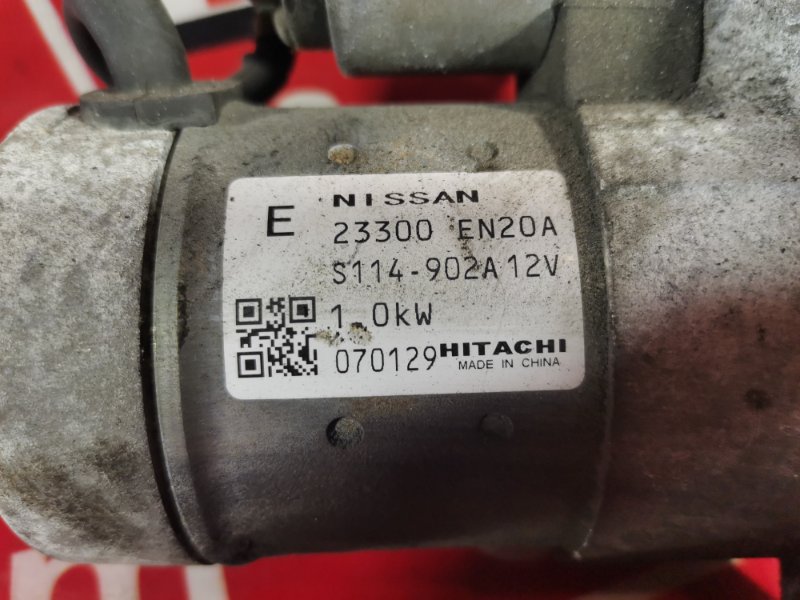 E NISSAN
23300 EN20A
S114-902A 12V
1.0kW
070129 HITACHI
MADE IN CHINA